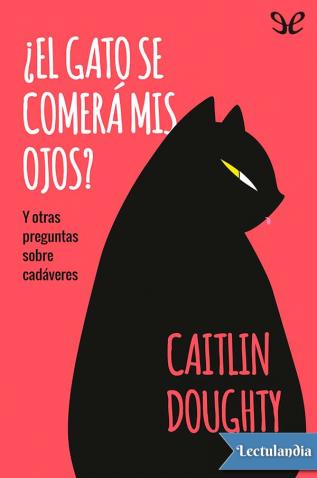 ¿EL GATO SE
COMERÁ MIS
OJOS?
Y otras
preguntas
sobre
cadáveres
CAITLIN
DOUGHTY
Lectulandia